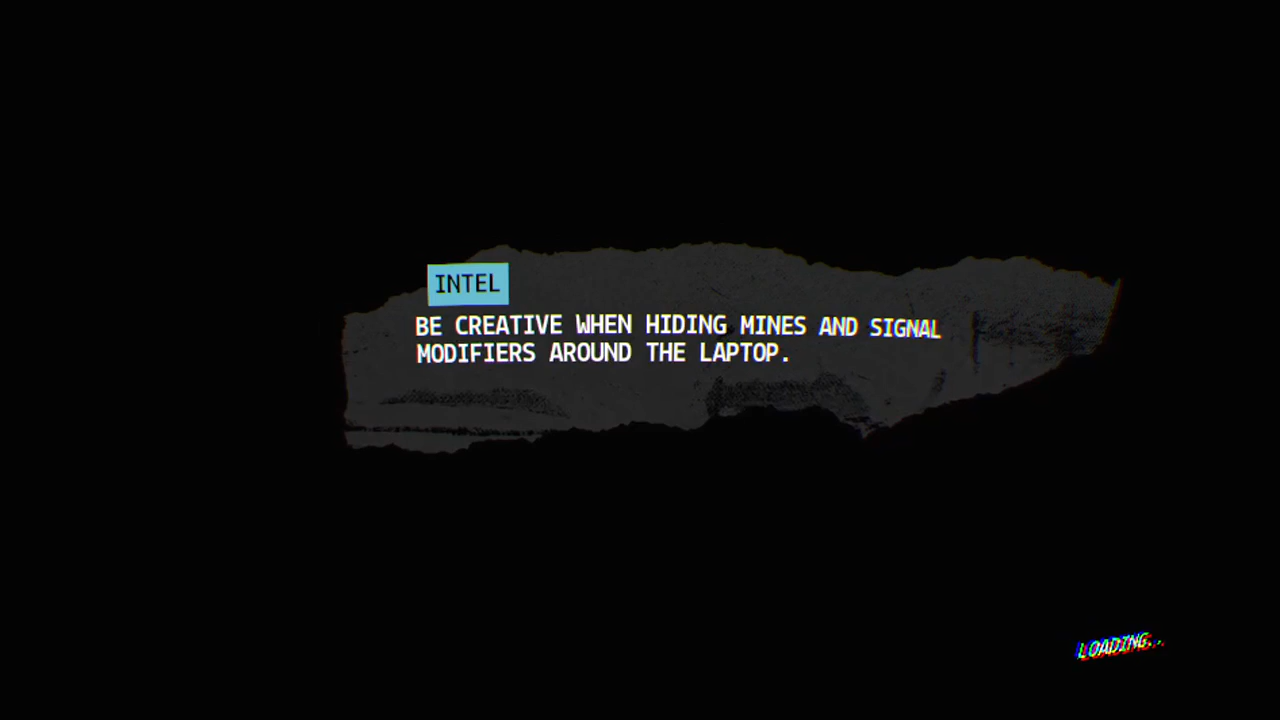 INTEL
BE CREATIVE WHEN HIDING MINES AND SIGNAL
MODIFIERS AROUND THE LAPTOP.
LOADING...